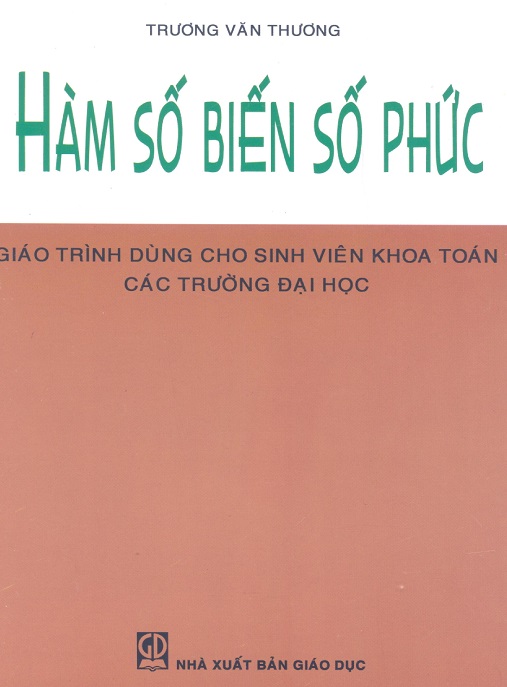 TRƯƠNG VĂN THƯƠNG
HÀM SỐ BIẾN SỐ PHỨC
GIÁO TRÌNH DÙNG CHO SINH VIÊN KHOA TOÁN
CÁC TRƯỜNG ĐẠI HỌC
GD
NHÀ XUẤT BẢN GIÁO DỤC